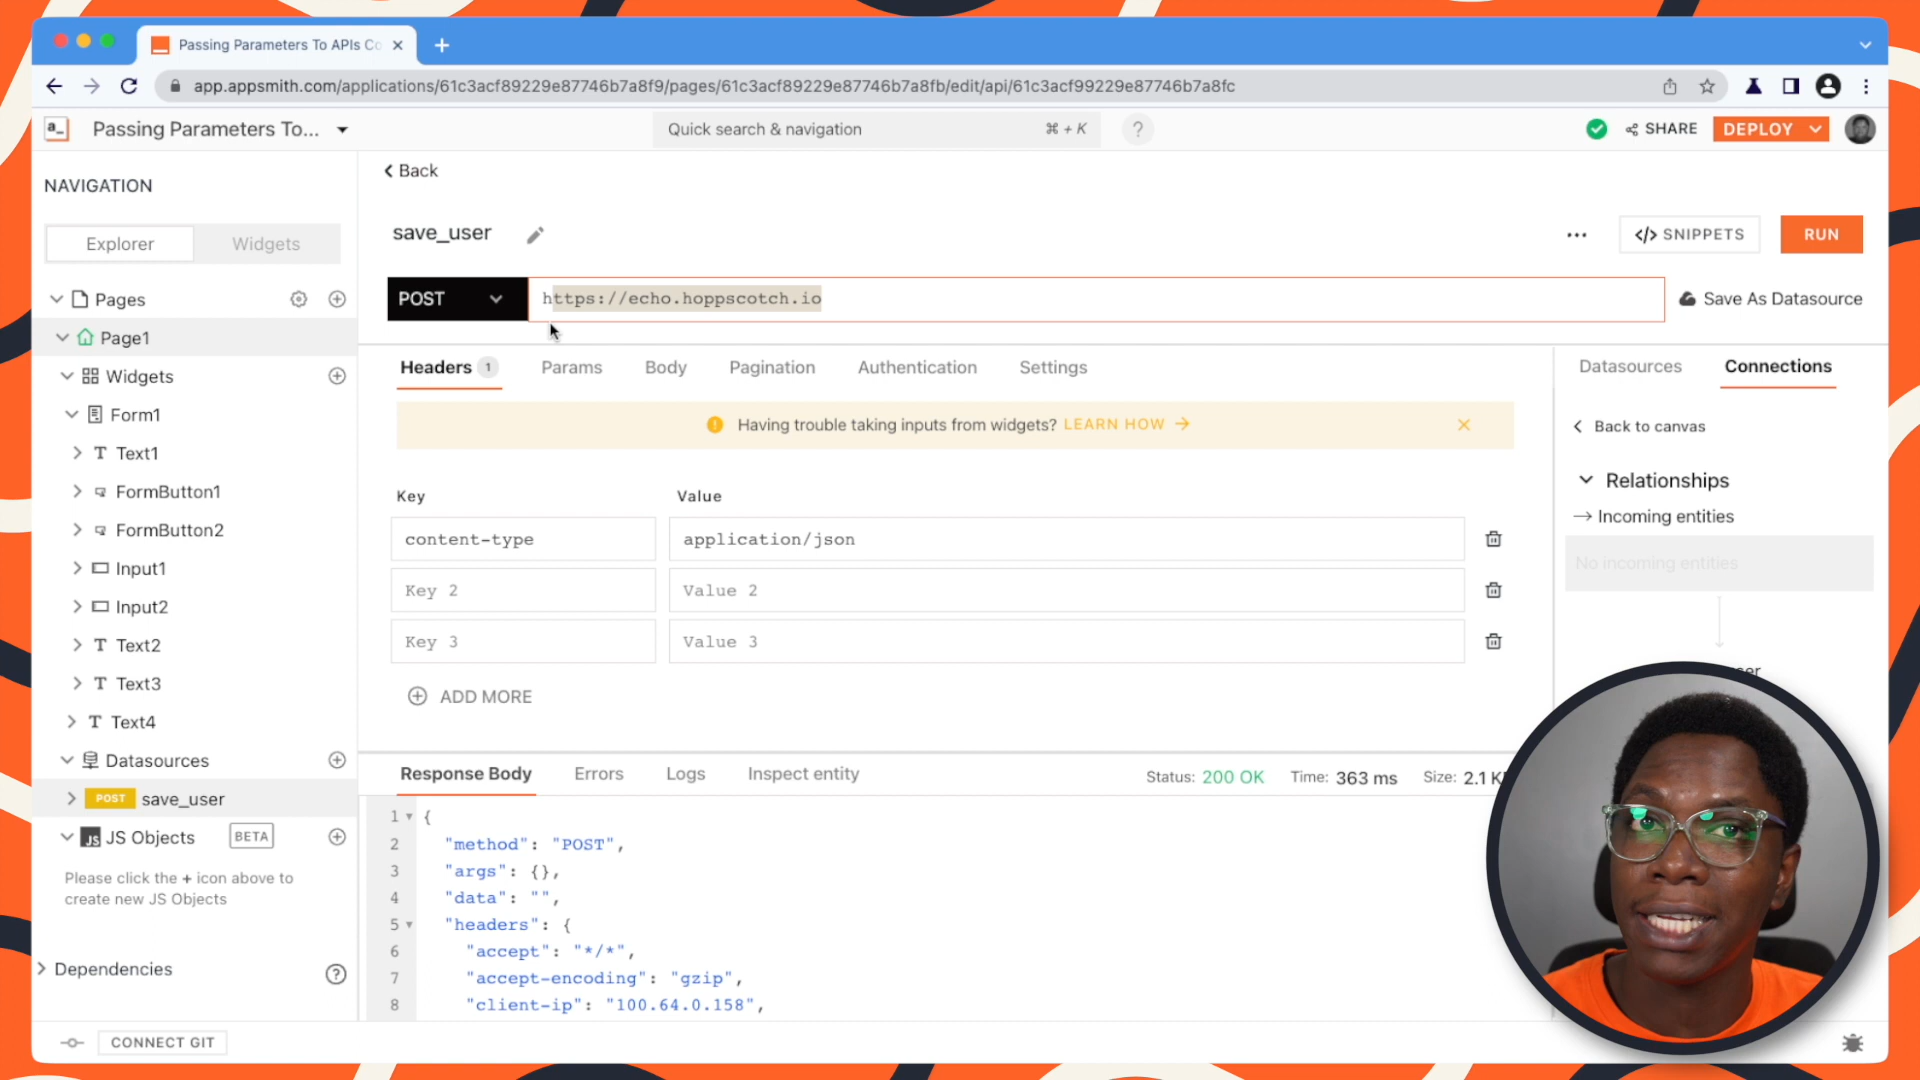 Passing Parameters To APIs Co
app.appsmith.com/applications/61c3acf89229e87746b7a8f9/pages/61c3acf89229e87746b7a8fb/edit/api/61c3acf99229e87746b7a8fc
a_ Passing Parameters To... Quick search & navigation ⌘ + K ? SHARE DEPLOY
NAVIGATION
Explorer Widgets
Pages
Page1
Widgets
Form1
Text1
FormButton1
FormButton2
Input1
Input2
Text2
Text3
Text4
Datasources
POST save_user
JS JS Objects BETA
Please click the + icon above to
create new JS Objects
Dependencies
CONNECT GIT
Back
save_user
SNIPPETS RUN
POST https://echo.hoppscotch.io Save As Datasource
Headers 1 Params Body Pagination Authentication Settings
Having trouble taking inputs from widgets? LEARN HOW
Key Value
content-type application/json
Key 2 Value 2
Key 3 Value 3
ADD MORE
Datasources Connections
Back to canvas
Relationships
Incoming entities
No incoming entities
Response Body Errors Logs Inspect entity Status: 200 OK Time: 363 ms Size: 2.1
1 {
2 "method": "POST",
3 "args": {},
4 "data": "",
5 "headers": {
6 "accept": "*/*",
7 "accept-encoding": "gzip",
8 "client-ip": "100.64.0.158",